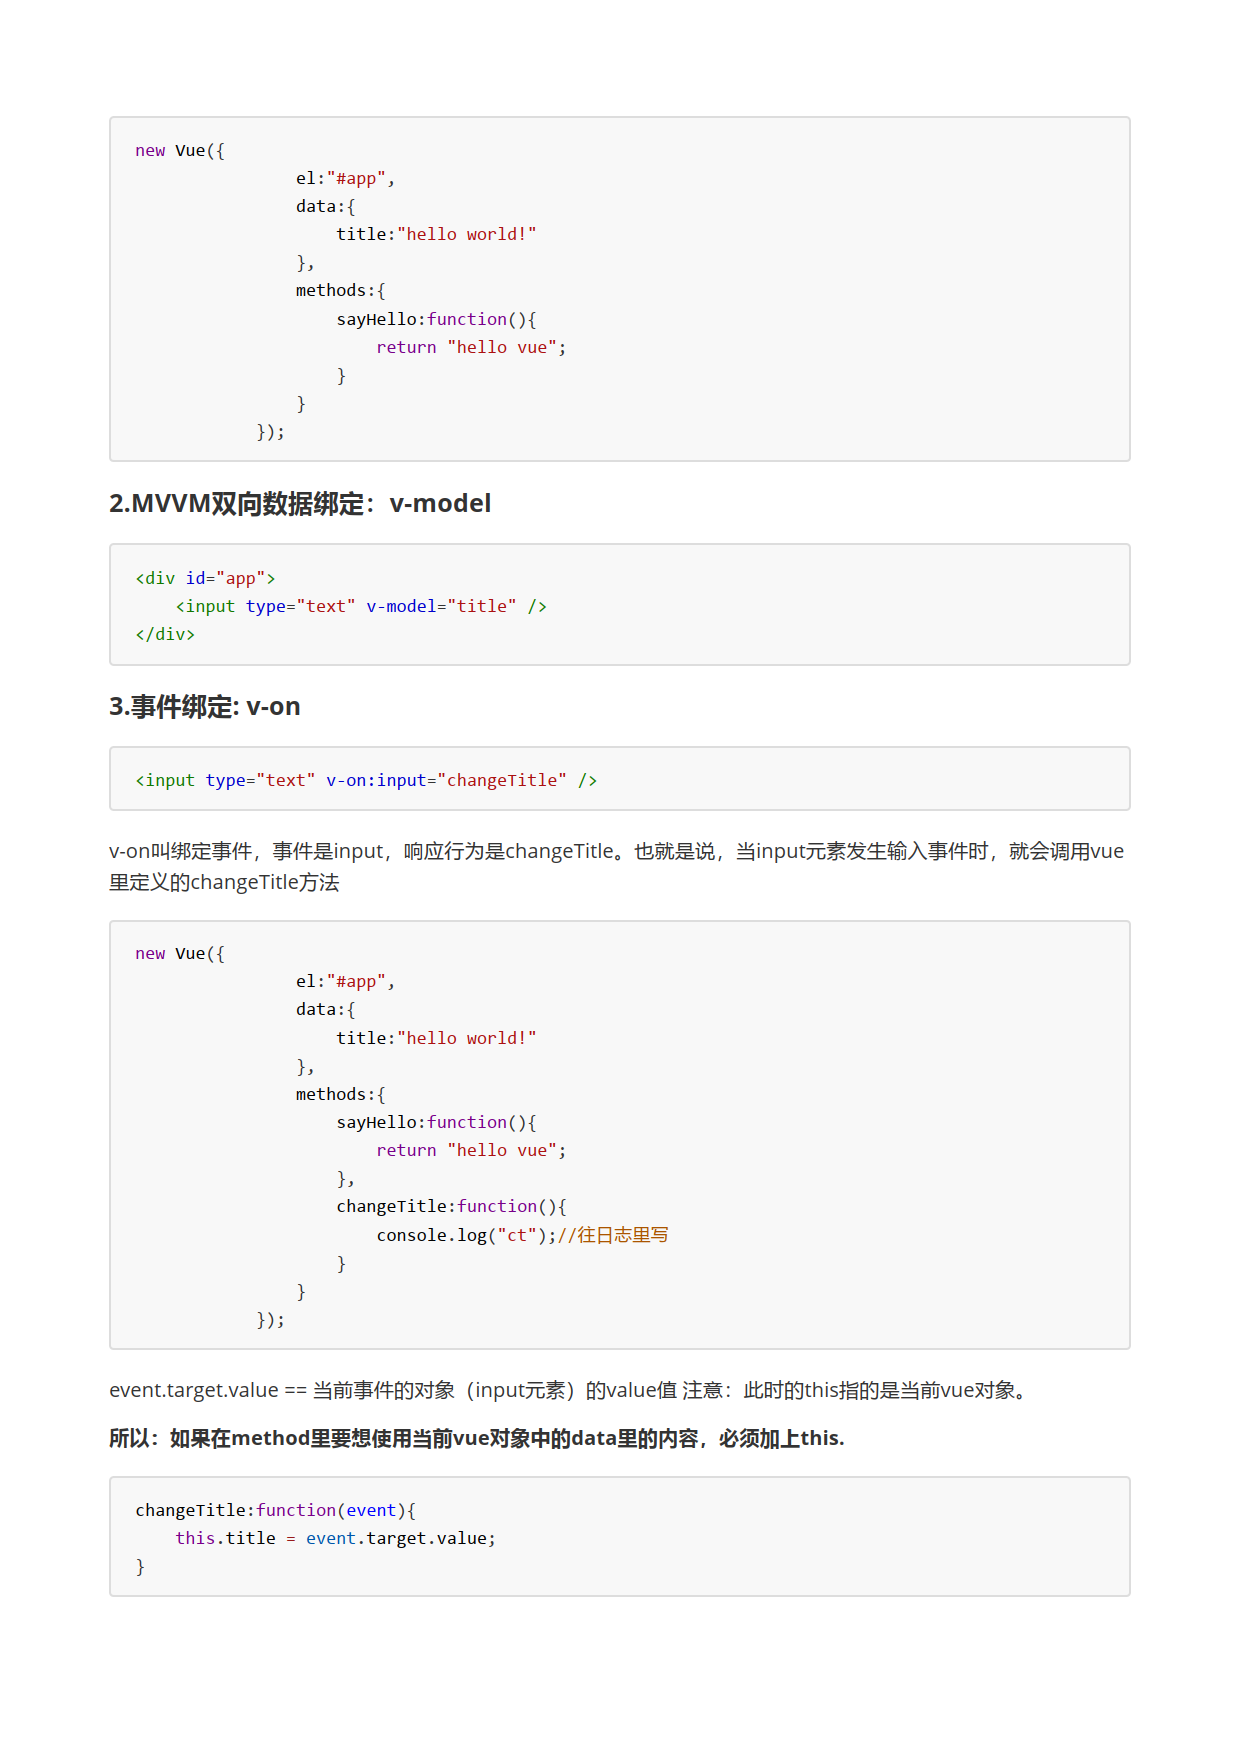 new Vue({
                el:"#app",
                data:{
                    title:"hello world!"
                },
                methods:{
                    sayHello:function(){
                        return "hello vue";
                    }
                }
            });
2.MVVM双向数据绑定：v-model
<div id="app">
    <input type="text" v-model="title" />
</div>
3.事件绑定: v-on
<input type="text" v-on:input="changeTitle" />
v-on叫绑定事件，事件是input，响应行为是changeTitle。也就是说，当input元素发生输入事件时，就会调用vue
里定义的changeTitle方法
new Vue({
                el:"#app",
                data:{
                    title:"hello world!"
                },
                methods:{
                    sayHello:function(){
                        return "hello vue";
                    },
                    changeTitle:function(){
                        console.log("ct");//往日志里写
                    }
                }
            });
event.target.value == 当前事件的对象（input元素）的value值 注意：此时的this指的是当前vue对象。
所以：如果在method里要想使用当前vue对象中的data里的内容，必须加上this.
changeTitle:function(event){
    this.title = event.target.value;
}